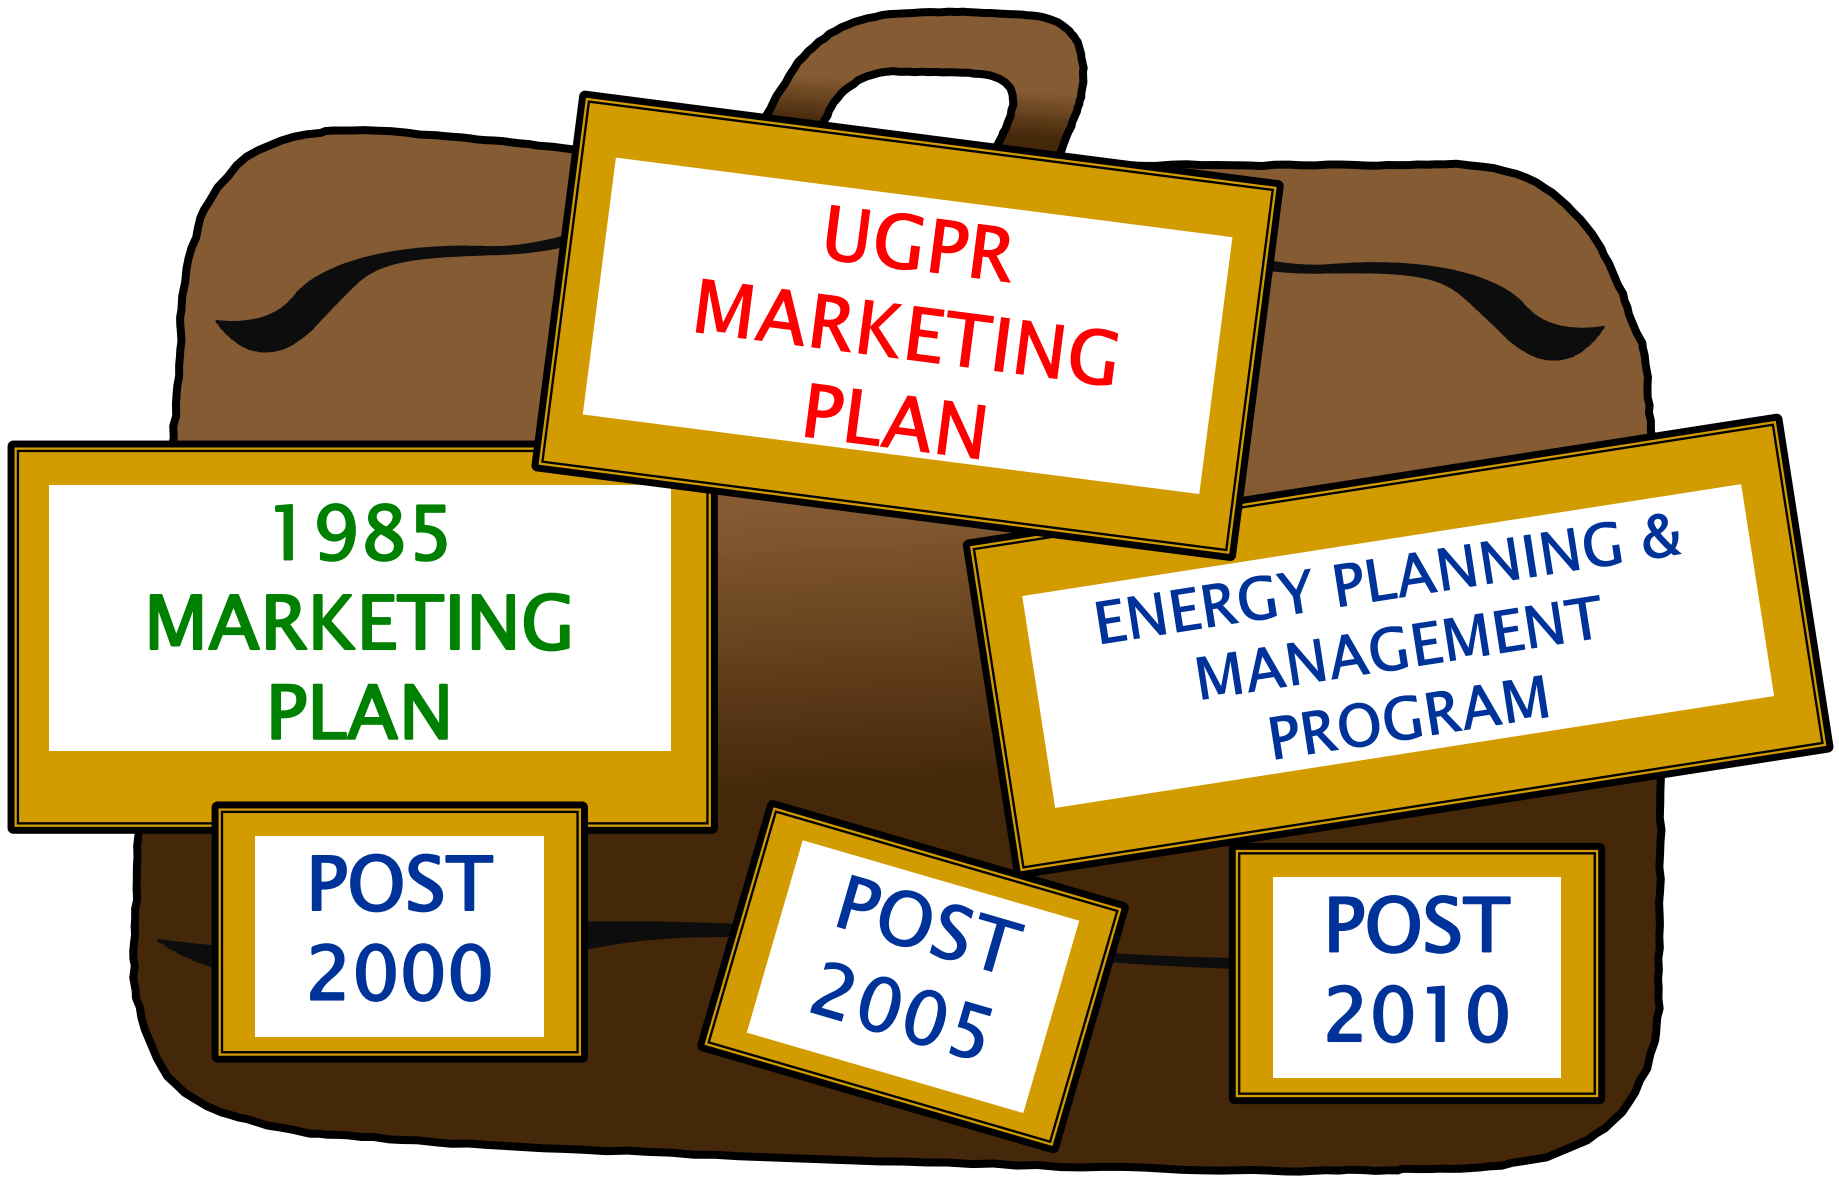 UGPR
MARKETING
PLAN
1985
MARKETING
PLAN
ENERGY PLANNING &
MANAGEMENT
PROGRAM
POST
2000
POST
2005
POST
2010